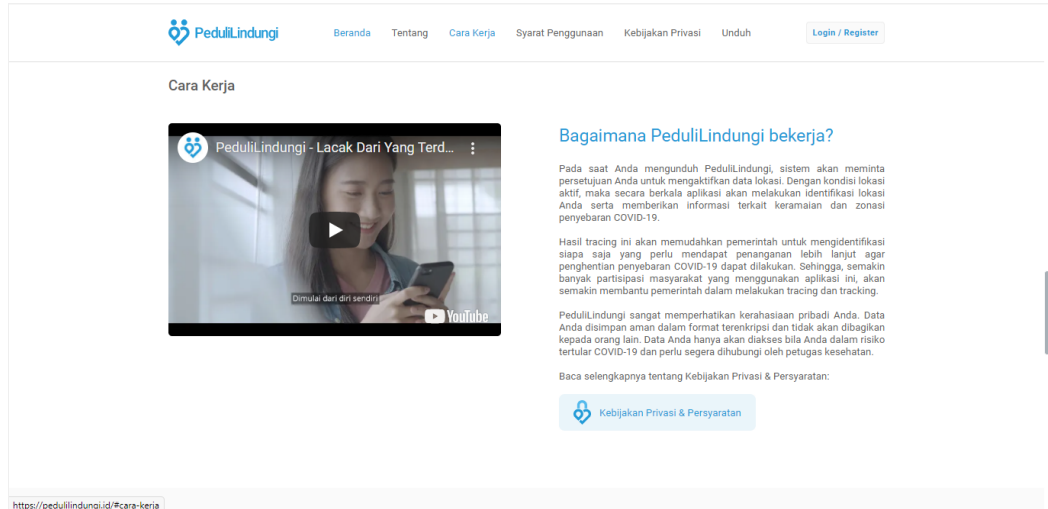 PeduliLindungi
Beranda Tentang Cara Kerja Syarat Penggunaan Kebijakan Privasi Unduh Login / Register
Cara Kerja
PeduliLindungi - Lacak Dari Yang Terd...
Dimulai dari diri sendiri
YouTube
Bagaimana PeduliLindungi bekerja?
Pada saat Anda mengunduh PeduliLindungi, sistem akan meminta
persetujuan Anda untuk mengaktifkan data lokasi. Dengan kondisi lokasi
aktif, maka secara berkala aplikasi akan melakukan identifikasi lokasi
Anda serta memberikan informasi terkait keramaian dan zonasi
penyebaran COVID-19.
Hasil tracing ini akan memudahkan pemerintah untuk mengidentifikasi
siapa saja yang perlu mendapat penanganan lebih lanjut agar
penghentian penyebaran COVID-19 dapat dilakukan. Sehingga, semakin
banyak partisipasi masyarakat yang menggunakan aplikasi ini, akan
semakin membantu pemerintah dalam melakukan tracing dan tracking.
PeduliLindungi sangat memperhatikan kerahasiaan pribadi Anda. Data
Anda disimpan aman dalam format terenkripsi dan tidak akan dibagikan
kepada orang lain. Data Anda hanya akan diakses bila Anda dalam risiko
tertular COVID-19 dan perlu segera dihubungi oleh petugas kesehatan.
Baca selengkapnya tentang Kebijakan Privasi & Persyaratan:
Kebijakan Privasi & Persyaratan
https://pedulilindungi.id/#cara-kerja